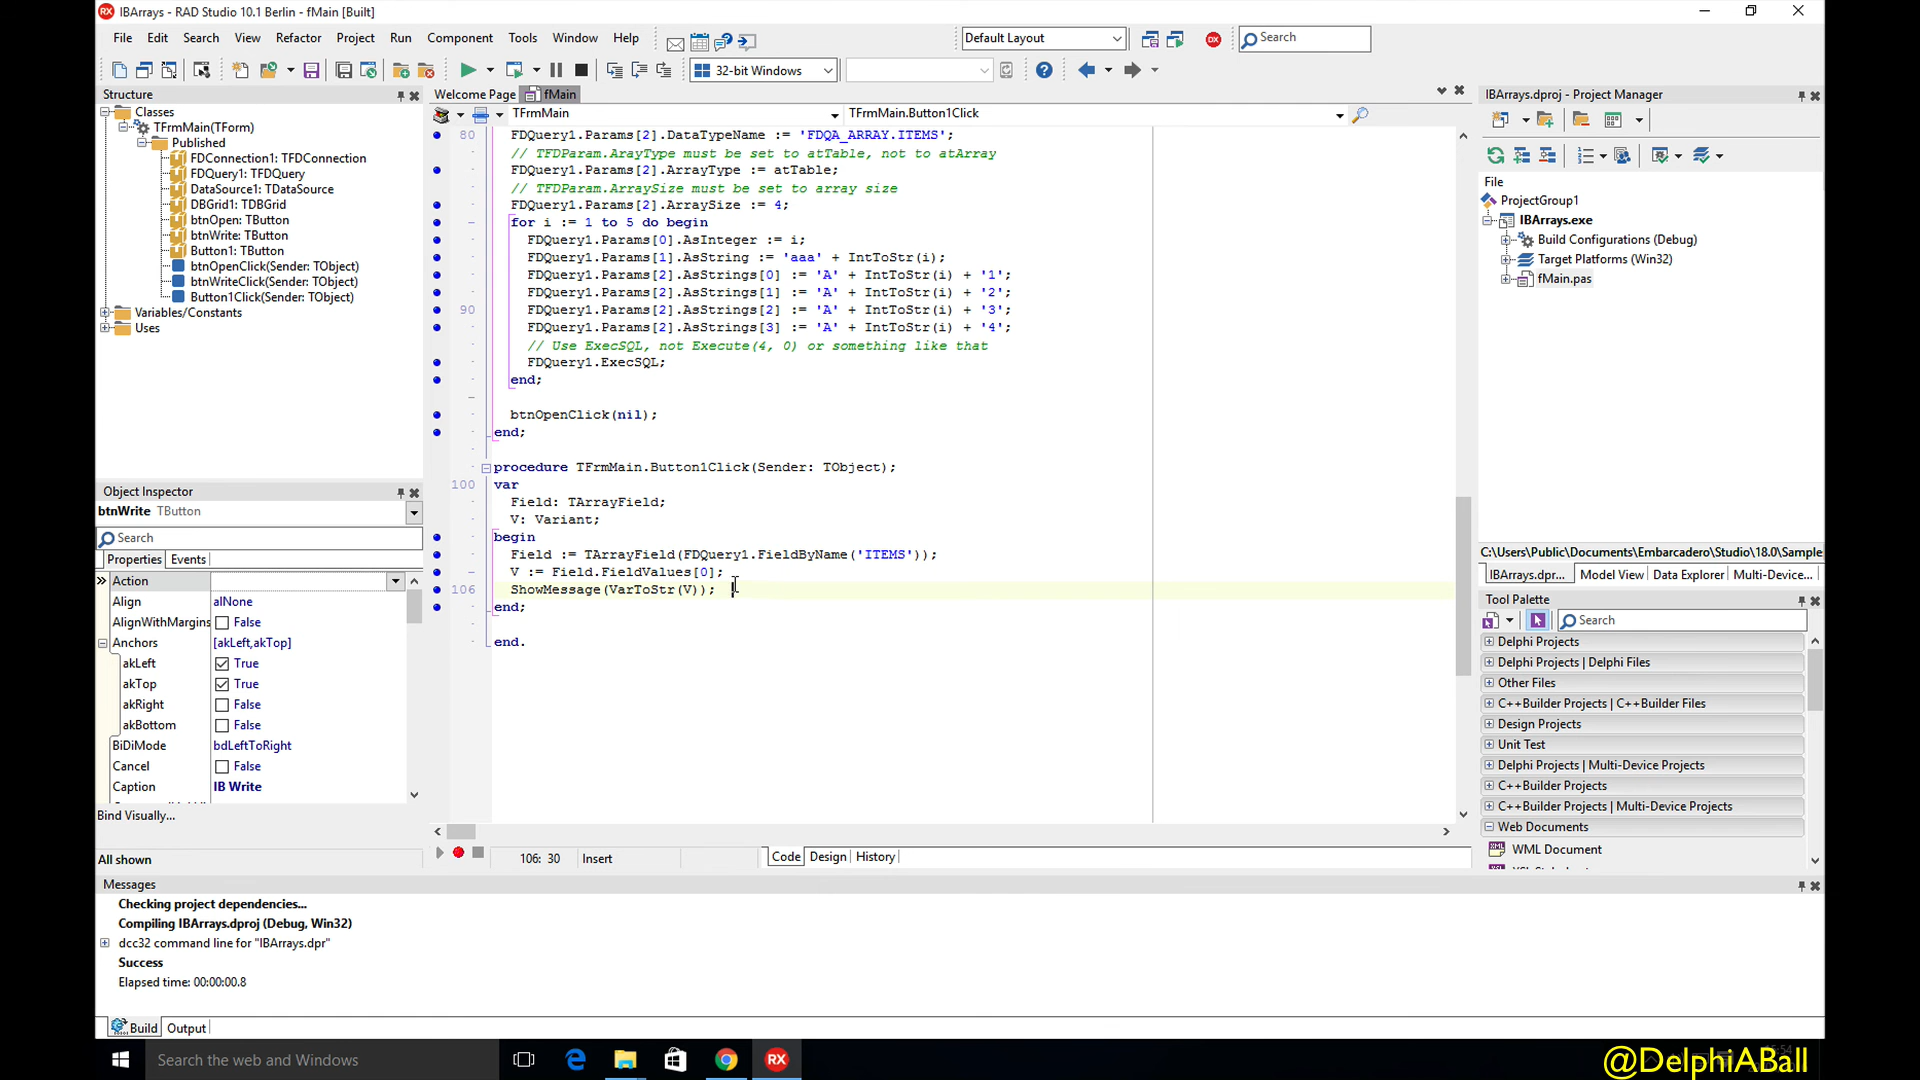 IBArrays - RAD Studio 10.1 Berlin - fMain [Built]
File Edit Search View Refactor Project Run Component Tools Window Help
Default Layout
Search
32-bit Windows
Structure
Classes
TFrmMain(TForm)
Published
FDConnection1: TFDConnection
FDQuery1: TFDQuery
DataSource1: TDataSource
DBGrid1: TDBGrid
btnOpen: TButton
btnWrite: TButton
Button1: TButton
btnOpenClick(Sender: TObject)
btnWriteClick(Sender: TObject)
Button1Click(Sender: TObject)
Variables/Constants
Uses
Object Inspector
btnWrite TButton
Search
Properties Events
Action
Align alNone
AlignWithMargins False
Anchors [akLeft,akTop]
akLeft True
akTop True
akRight False
akBottom False
BiDiMode bdLeftToRight
Cancel False
Caption IB Write
Bind Visually...
All shown
Welcome Page fMain
TFrmMain TFrmMain.Button1Click
80 FDQuery1.Params[2].DataTypeName := 'FDQA_ARRAY.ITEMS';
// TFDParam.ArayType must be set to atTable, not to atArray
FDQuery1.Params[2].ArrayType := atTable;
// TFDParam.ArraySize must be set to array size
FDQuery1.Params[2].ArraySize := 4;
for i := 1 to 5 do begin
FDQuery1.Params[0].AsInteger := i;
FDQuery1.Params[1].AsString := 'aaa' + IntToStr(i);
FDQuery1.Params[2].AsStrings[0] := 'A' + IntToStr(i) + '1';
FDQuery1.Params[2].AsStrings[1] := 'A' + IntToStr(i) + '2';
90 FDQuery1.Params[2].AsStrings[2] := 'A' + IntToStr(i) + '3';
FDQuery1.Params[2].AsStrings[3] := 'A' + IntToStr(i) + '4';
// Use ExecSQL, not Execute(4, 0) or something like that
FDQuery1.ExecSQL;
end;
btnOpenClick(nil);
end;
procedure TFrmMain.Button1Click(Sender: TObject);
100 var
Field: TArrayField;
V: Variant;
begin
Field := TArrayField(FDQuery1.FieldByName('ITEMS'));
V := Field.FieldValues[0];
106 ShowMessage(VarToStr(V));
end;
end.
106: 30 Insert Code Design History
IBArrays.dproj - Project Manager
File
ProjectGroup1
IBArrays.exe
Build Configurations (Debug)
Target Platforms (Win32)
fMain.pas
C:\Users\Public\Documents\Embarcadero\Studio\18.0\Sample
IBArrays.dpr... Model View Data Explorer Multi-Device...
Tool Palette
Search
Delphi Projects
Delphi Projects | Delphi Files
Other Files
C++Builder Projects | C++Builder Files
Design Projects
Unit Test
Delphi Projects | Multi-Device Projects
C++Builder Projects
C++Builder Projects | Multi-Device Projects
Web Documents
WML Document
Messages
Checking project dependencies...
Compiling IBArrays.dproj (Debug, Win32)
dcc32 command line for "IBArrays.dpr"
Success
Elapsed time: 00:00:00.8
Build Output
Search the web and Windows
@DelphiABall